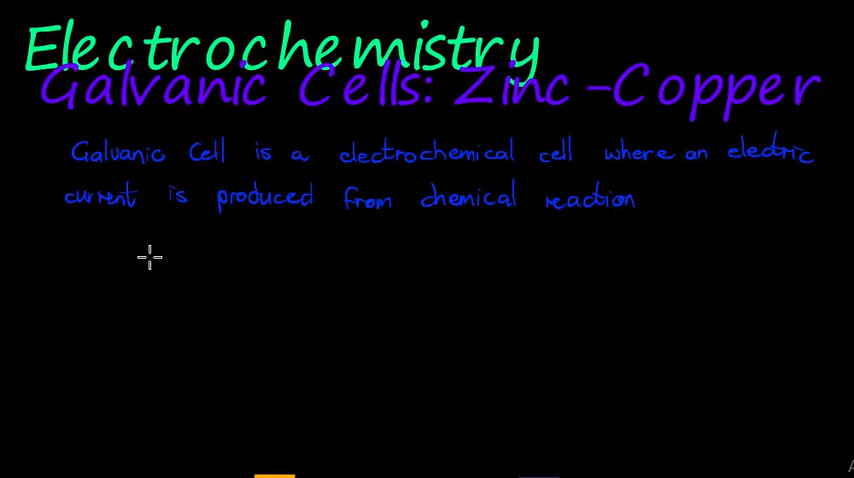 Electrochemistry
Galvanic Cells: Zinc-Copper
Galvanic Cell is a electrochemical cell where an electric
current is produced from chemical reaction